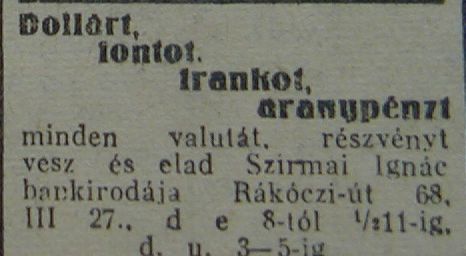 Dollárt,
fontot,
frankot,
aranypénzt
minden valutát, részvényt
vesz és elad Szirmai Ignác
bankirodája Rákóczi-út 68.
III 27., d e 8-tól ½11-ig,
d. u. 3—5-ig